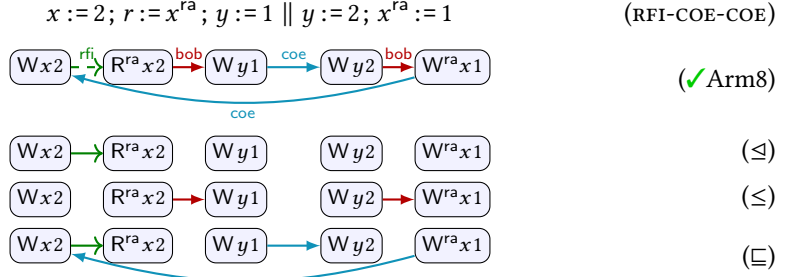 x := 2; r := x^ra; y := 1 ∥ y := 2; x^ra := 1 (RFI-COE-COE)
Wx2 rfi R^ra x2 bob Wy1 coe Wy2 bob W^ra x1
coe
(✓Arm8)
Wx2 R^ra x2 Wy1 Wy2 W^ra x1 (⊴)
Wx2 R^ra x2 Wy1 Wy2 W^ra x1 (≤)
Wx2 R^ra x2 Wy1 Wy2 W^ra x1 (⊑)